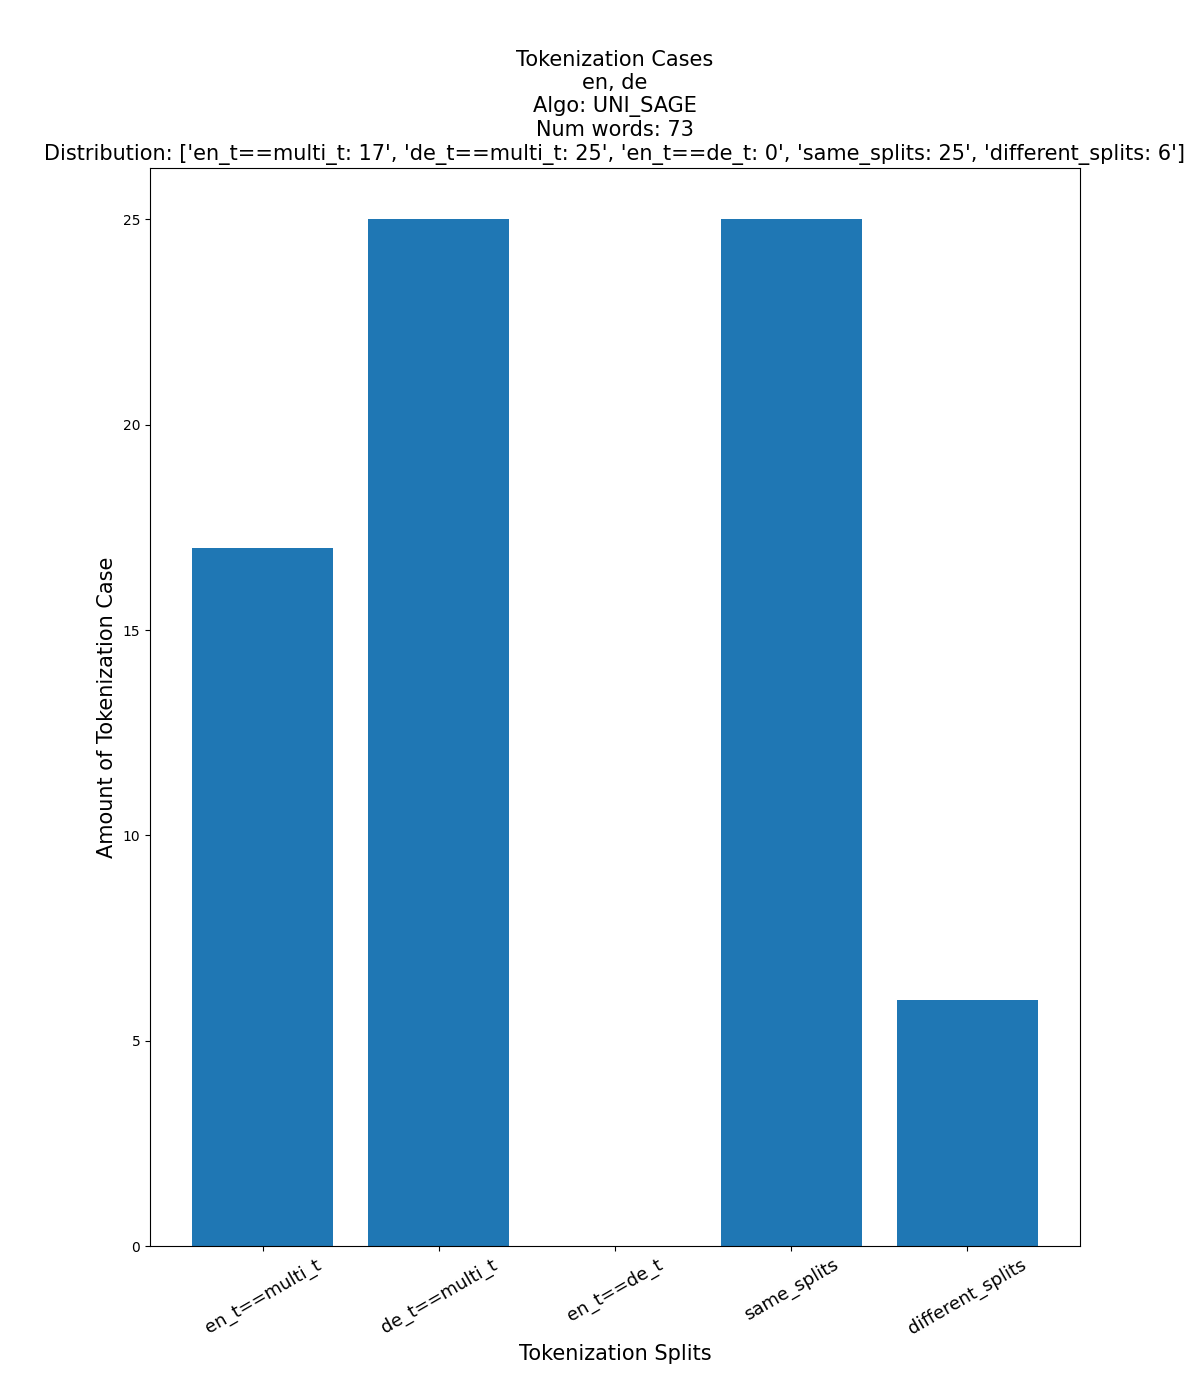 Tokenization Cases
en, de
Algo: UNI_SAGE
Num words: 73
Distribution: ['en_t==multi_t: 17', 'de_t==multi_t: 25', 'en_t==de_t: 0', 'same_splits: 25', 'different_splits: 6']
Amount of Tokenization Case
25
20
15
10
5
0
en_t==multi_t
de_t==multi_t
en_t==de_t
same_splits
different_splits
Tokenization Splits